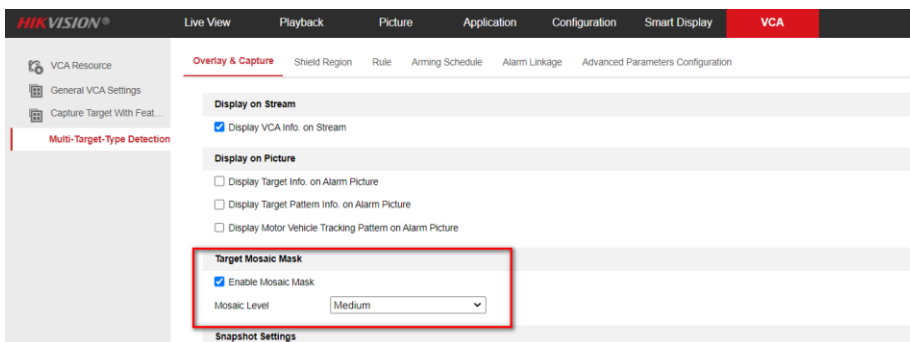 HIKVISION® Live View Playback Picture Application Configuration Smart Display VCA
VCA Resource
General VCA Settings
Capture Target With Feat...
Multi-Target-Type Detection
Overlay & Capture Shield Region Rule Arming Schedule Alarm Linkage Advanced Parameters Configuration
Display on Stream
Display VCA Info. on Stream
Display on Picture
Display Target Info. on Alarm Picture
Display Target Pattern Info. on Alarm Picture
Display Motor Vehicle Tracking Pattern on Alarm Picture
Target Mosaic Mask
Enable Mosaic Mask
Mosaic Level Medium
Snapshot Settings